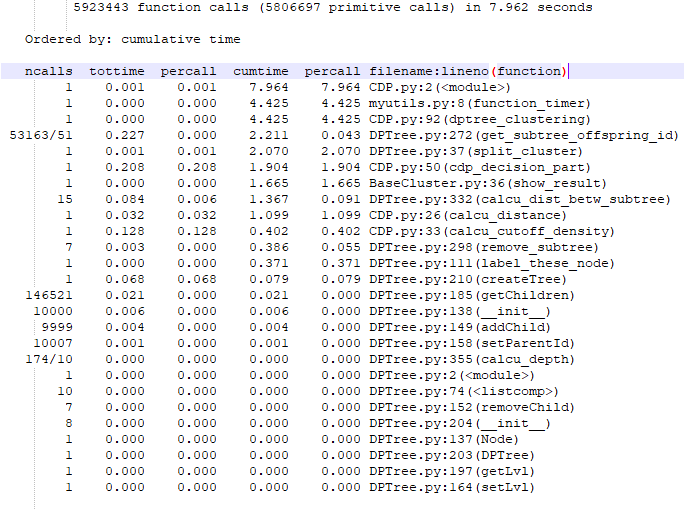 5923443 function calls (5806697 primitive calls) in 7.962 seconds
Ordered by: cumulative time
ncalls tottime percall cumtime percall filename:lineno(function)
1 0.001 0.001 7.964 7.964 CDP.py:2(<module>)
1 0.000 0.000 4.425 4.425 myutils.py:8(function_timer)
1 0.000 0.000 4.425 4.425 CDP.py:92(dptree_clustering)
53163/51 0.227 0.000 2.211 0.043 DPTree.py:272(get_subtree_offspring_id)
1 0.001 0.001 2.070 2.070 DPTree.py:37(split_cluster)
1 0.208 0.208 1.904 1.904 CDP.py:50(cdp_decision_part)
1 0.000 0.000 1.665 1.665 BaseCluster.py:36(show_result)
15 0.084 0.006 1.367 0.091 DPTree.py:332(calcu_dist_betw_subtree)
1 0.032 0.032 1.099 1.099 CDP.py:26(calcu_distance)
1 0.128 0.128 0.402 0.402 CDP.py:33(calcu_cutoff_density)
7 0.003 0.000 0.386 0.055 DPTree.py:298(remove_subtree)
1 0.000 0.000 0.371 0.371 DPTree.py:111(label_these_node)
1 0.068 0.068 0.079 0.079 DPTree.py:210(createTree)
146521 0.021 0.000 0.021 0.000 DPTree.py:185(getChildren)
10000 0.006 0.000 0.006 0.000 DPTree.py:138(__init__)
9999 0.004 0.000 0.004 0.000 DPTree.py:149(addChild)
10007 0.001 0.000 0.001 0.000 DPTree.py:158(setParentId)
174/10 0.000 0.000 0.000 0.000 DPTree.py:355(calcu_depth)
1 0.000 0.000 0.000 0.000 DPTree.py:2(<module>)
10 0.000 0.000 0.000 0.000 DPTree.py:74(<listcomp>)
7 0.000 0.000 0.000 0.000 DPTree.py:152(removeChild)
8 0.000 0.000 0.000 0.000 DPTree.py:204(__init__)
1 0.000 0.000 0.000 0.000 DPTree.py:137(Node)
1 0.000 0.000 0.000 0.000 DPTree.py:203(DPTree)
1 0.000 0.000 0.000 0.000 DPTree.py:197(getLvl)
1 0.000 0.000 0.000 0.000 DPTree.py:164(setLvl)